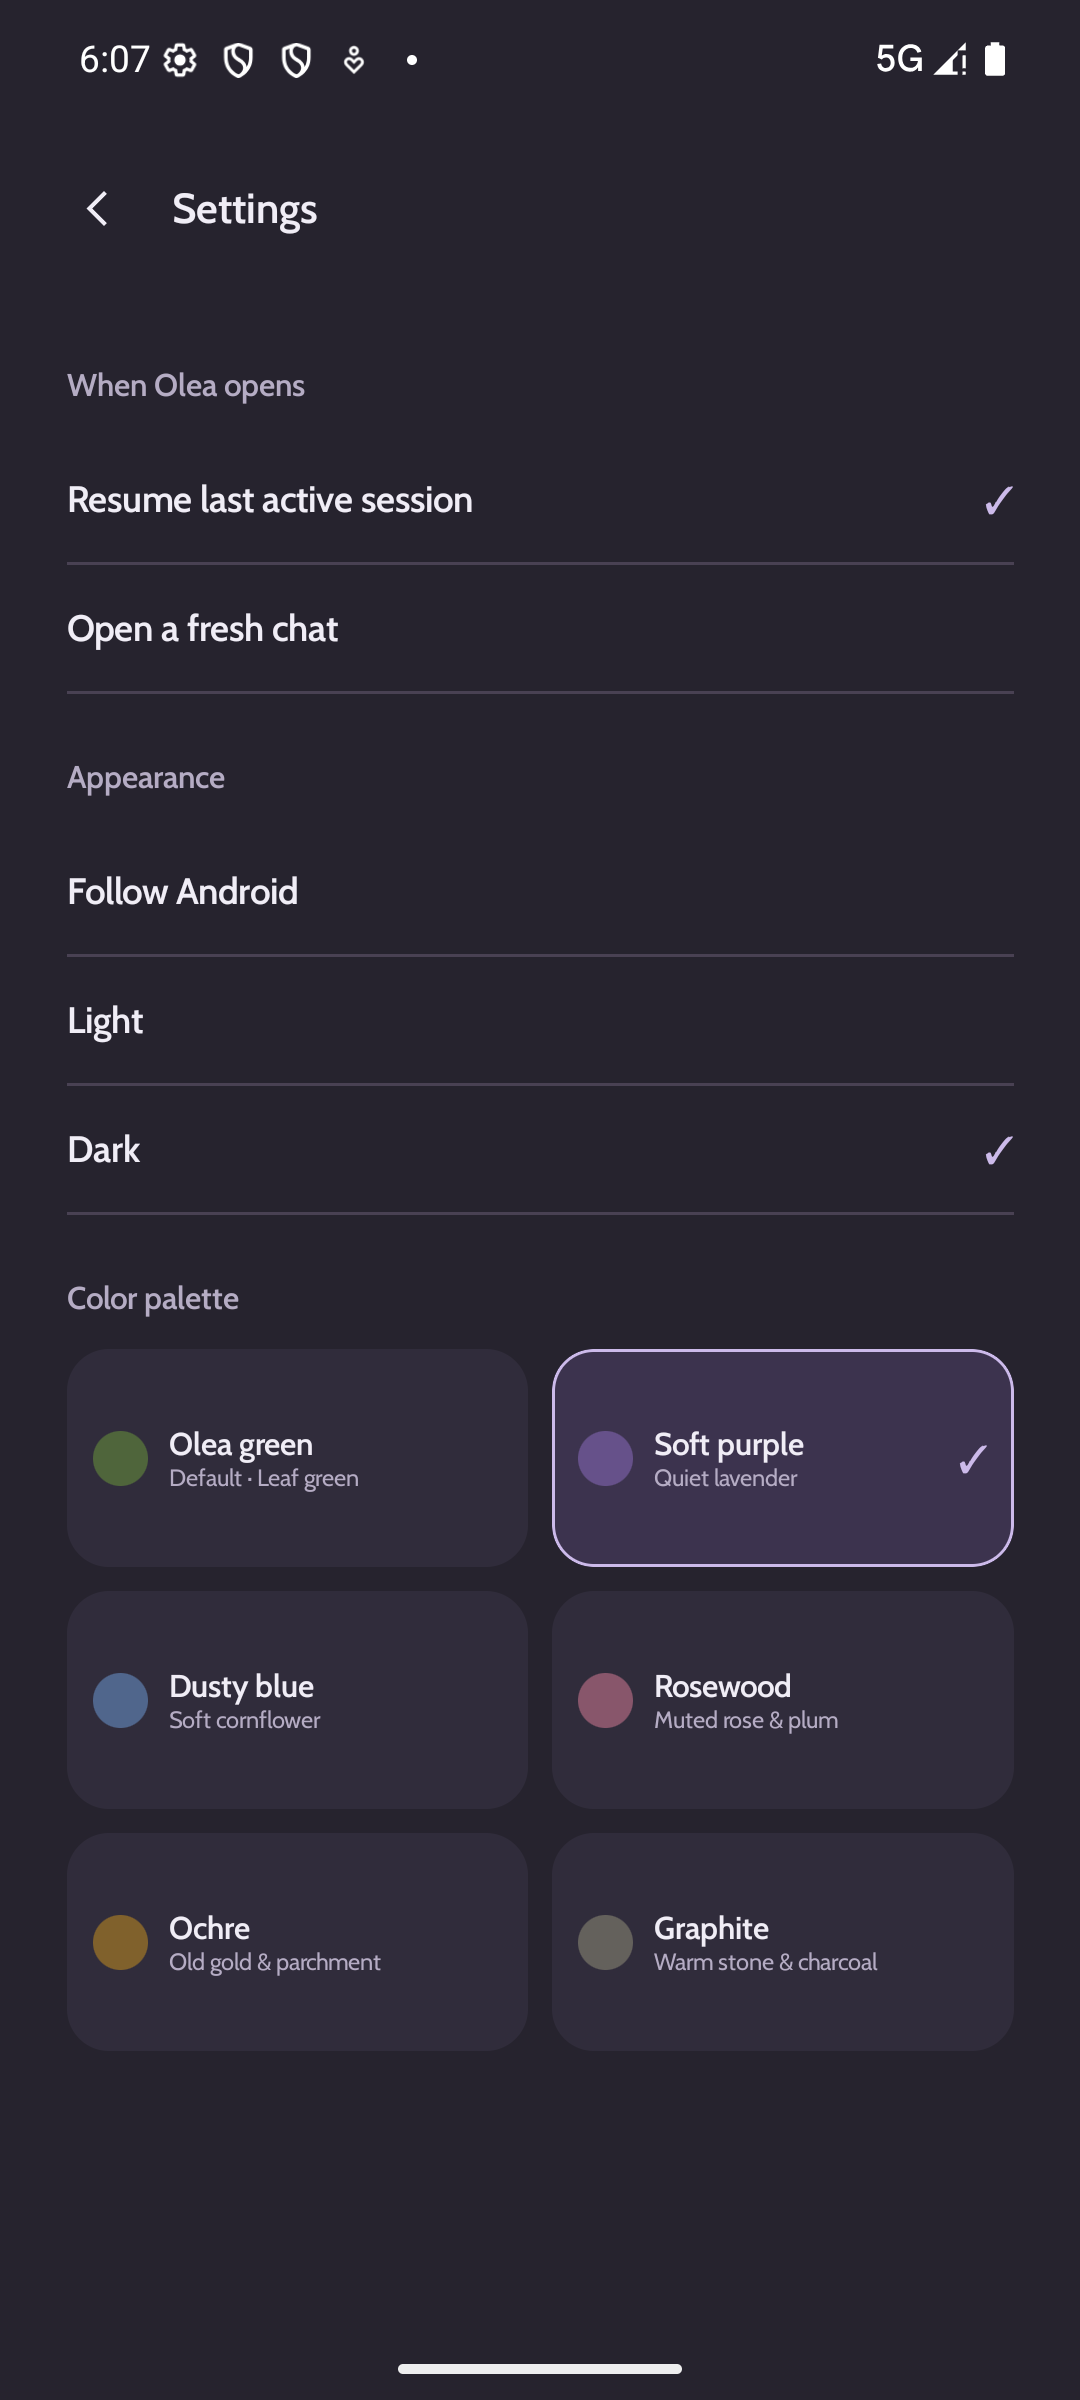 6:07
5G
Settings
When Olea opens
Resume last active session
Open a fresh chat
Appearance
Follow Android
Light
Dark
Color palette
Olea green
Default · Leaf green
Soft purple
Quiet lavender
Dusty blue
Soft cornflower
Rosewood
Muted rose & plum
Ochre
Old gold & parchment
Graphite
Warm stone & charcoal